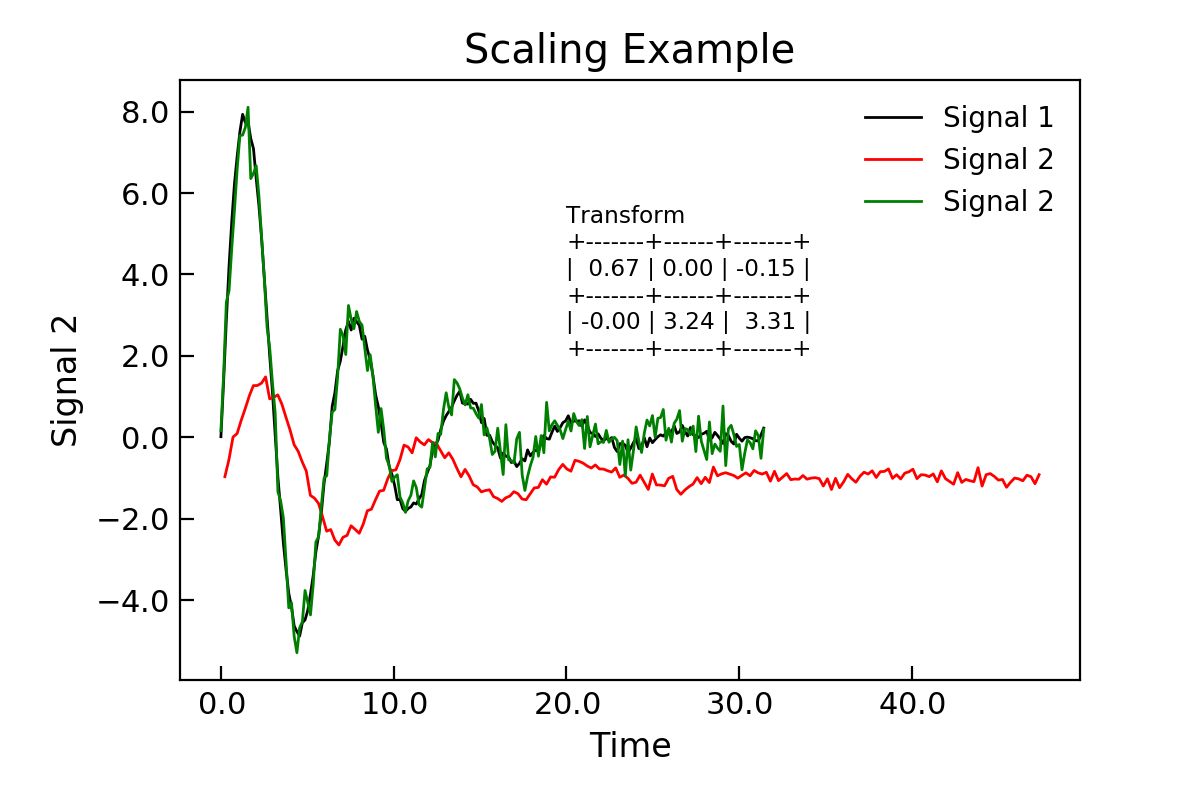 Scaling Example
8.0
6.0
4.0
2.0
0.0
−2.0
−4.0
Signal 2
Signal 1
Signal 2
Signal 2
Transform
+--------+------+-------+
|  0.67 | 0.00 | -0.15 |
+--------+------+-------+
| -0.00 | 3.24 |  3.31 |
+--------+------+-------+
0.0 10.0 20.0 30.0 40.0
Time